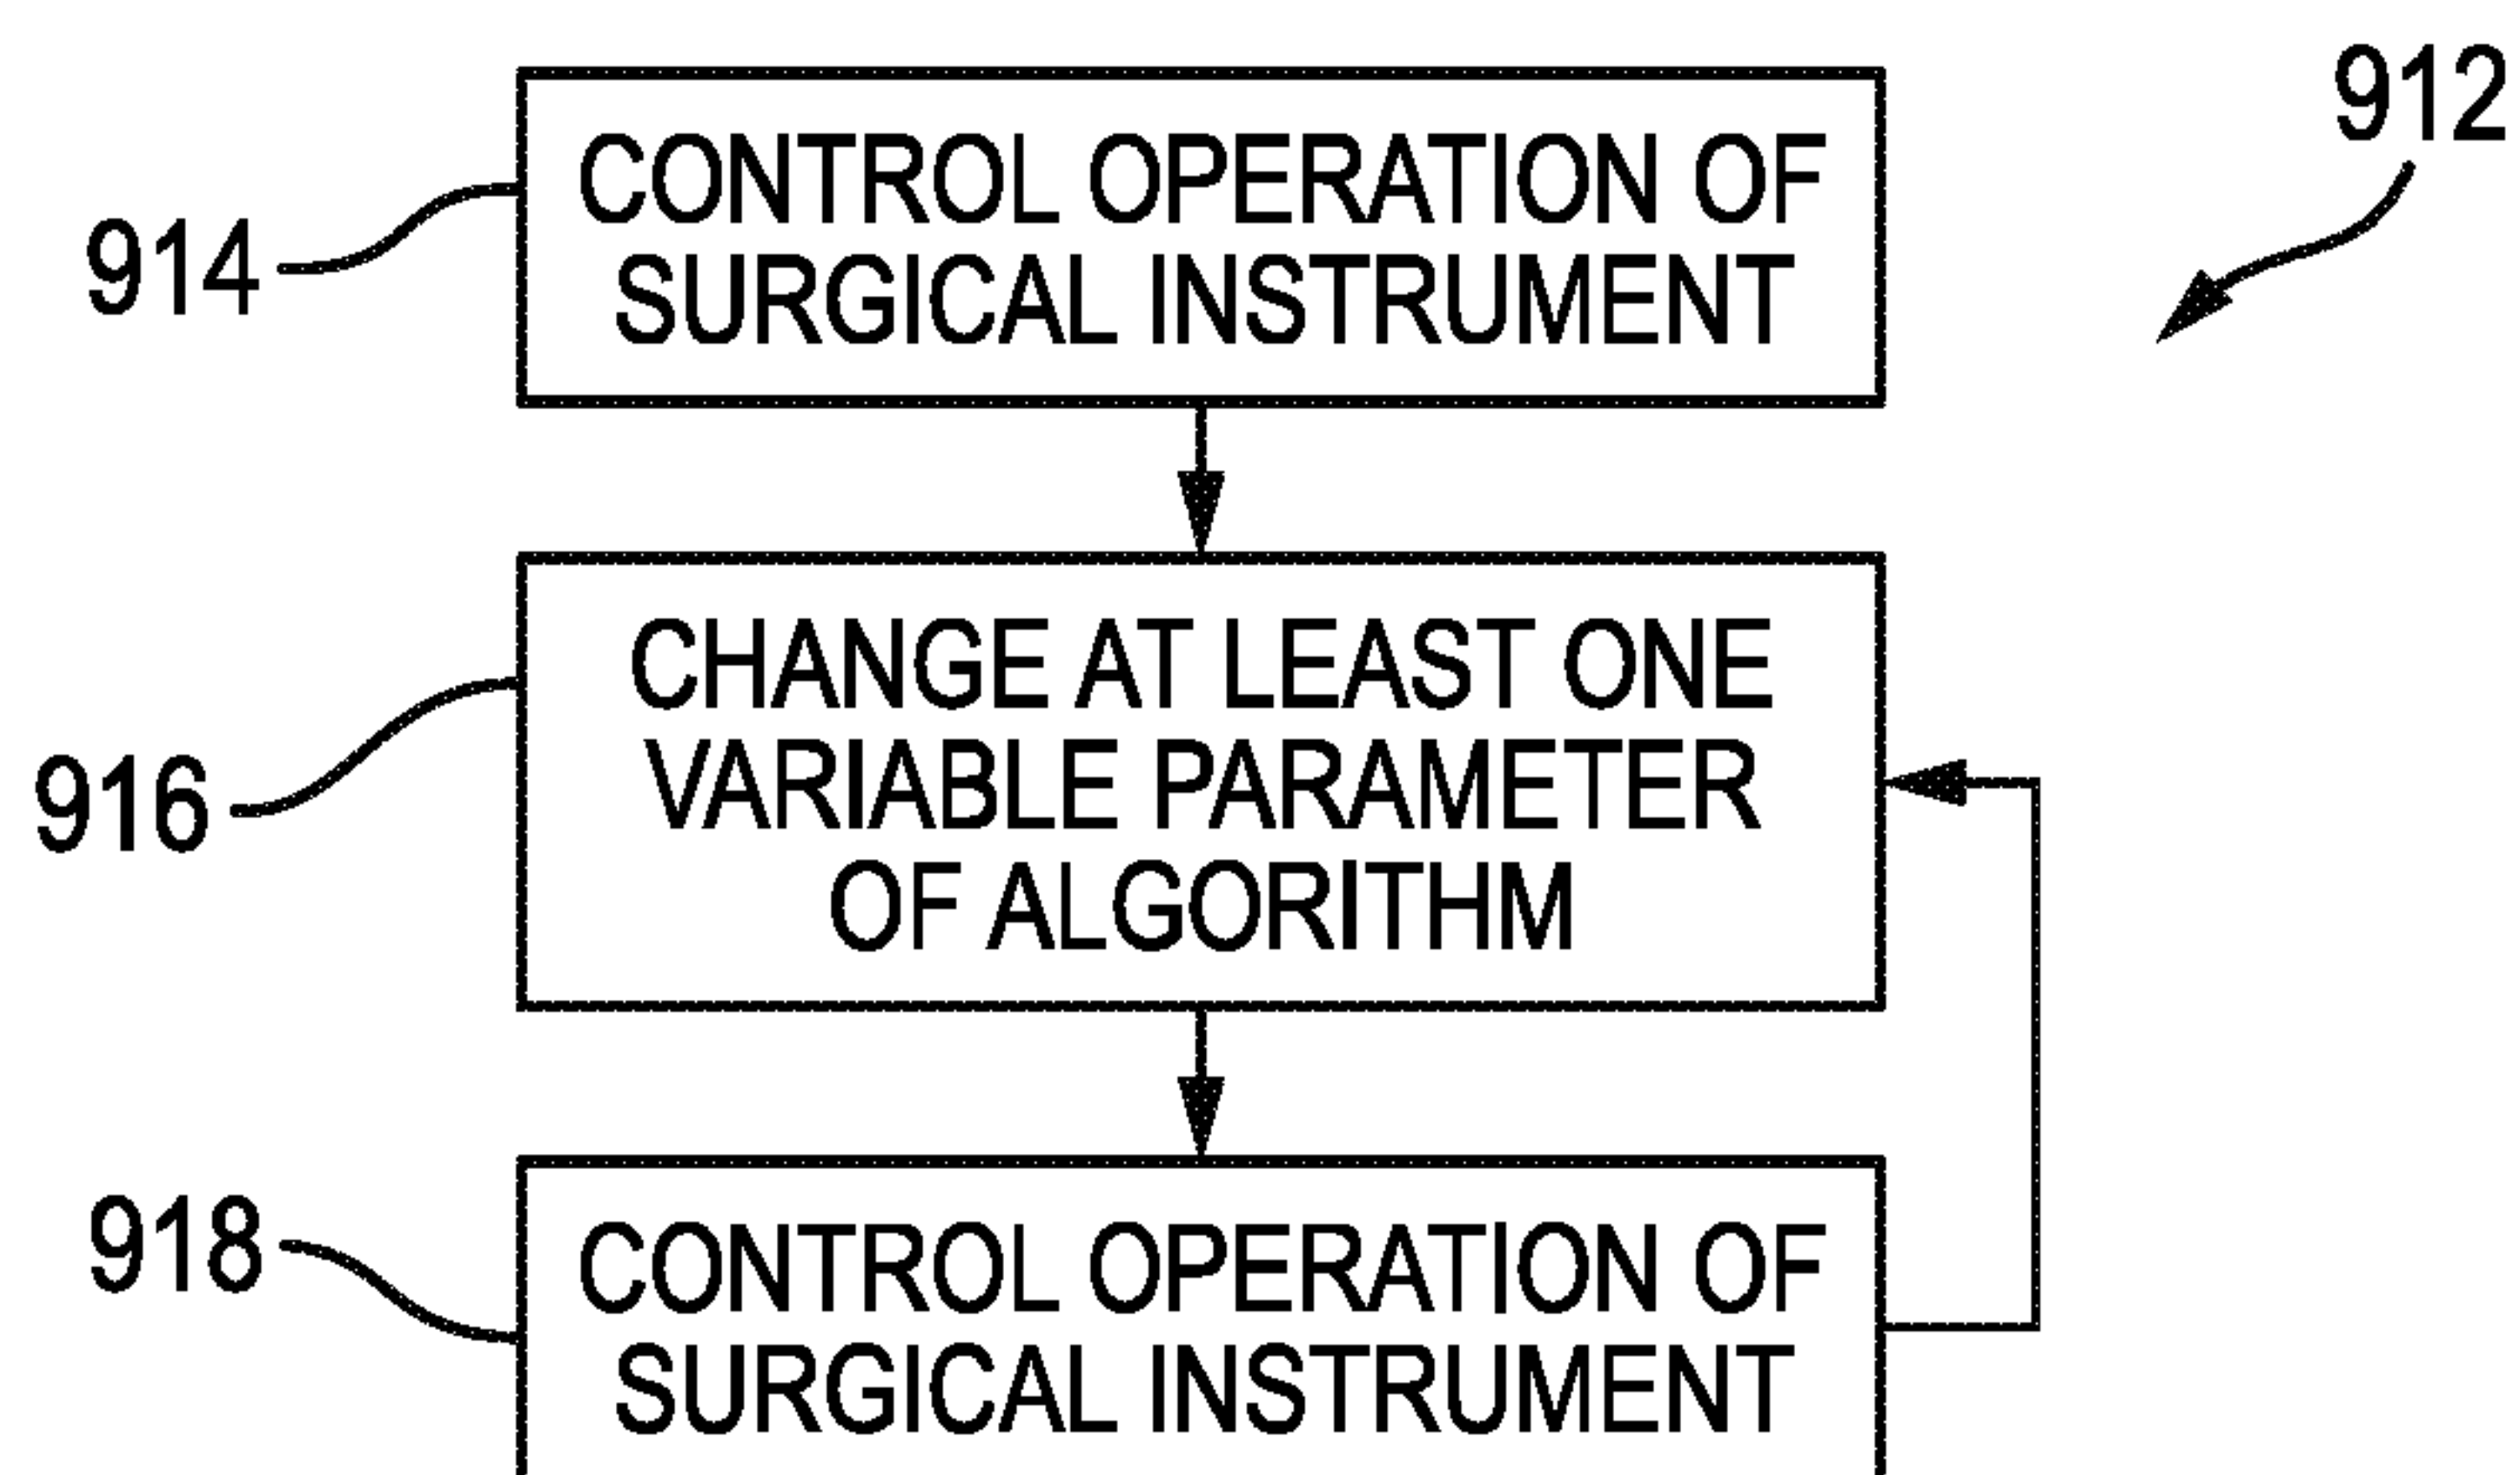 912
914
CONTROL OPERATION OF
SURGICAL INSTRUMENT
916
CHANGE AT LEAST ONE
VARIABLE PARAMETER
OF ALGORITHM
918
CONTROL OPERATION OF
SURGICAL INSTRUMENT